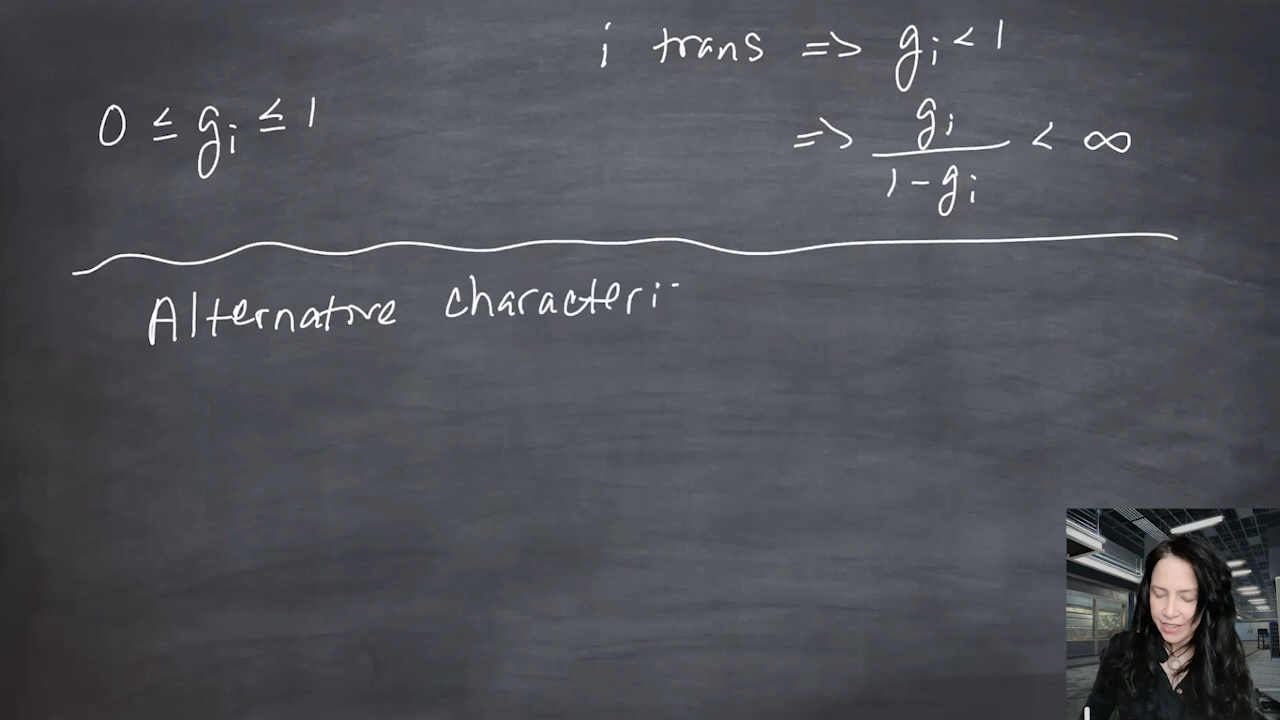 i trans => gᵢ < 1
0 ≤ gᵢ ≤ 1
=> gᵢ / 1 - gᵢ < ∞
Alternative characteri